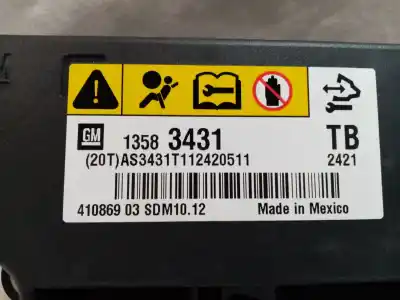 GM 1358 3431 TB
(20T)AS3431T112420511 2421
410869 03 SDM10.12 Made in Mexico